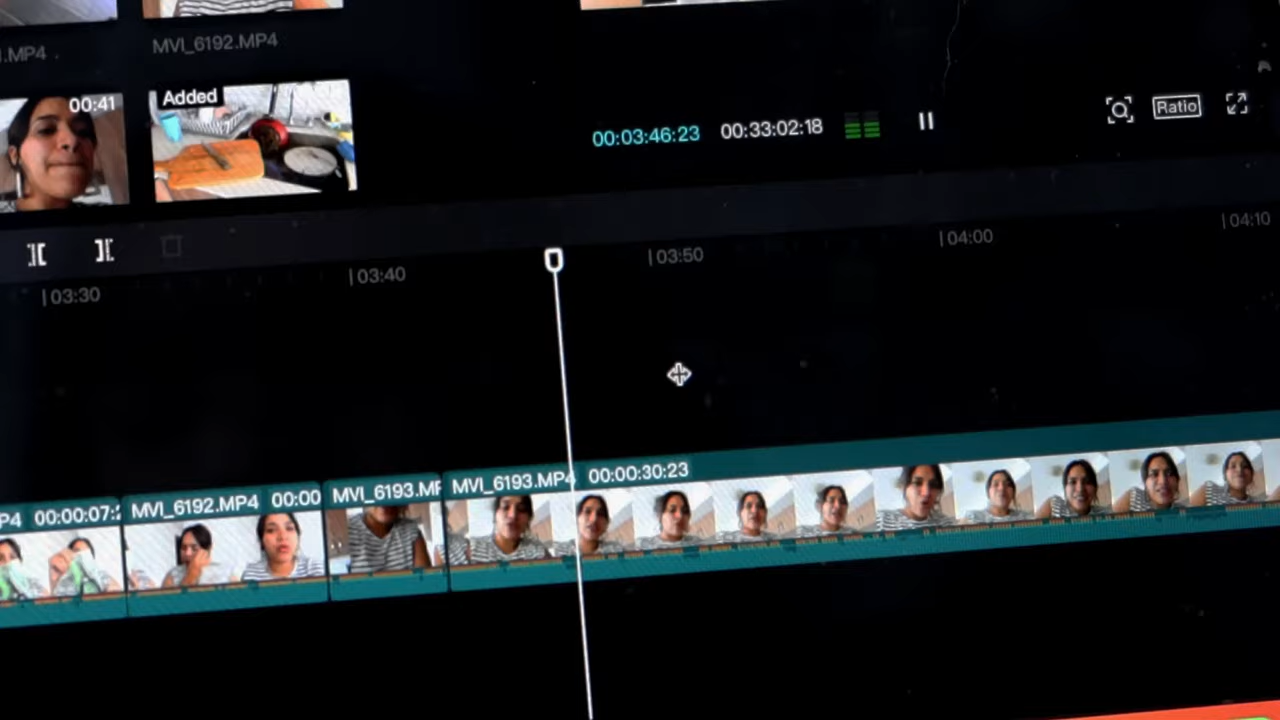 .MP4
MVI_6192.MP4
00:41
Added
00:03:46:23 00:33:02:18
Ratio
03:30
03:40
03:50
04:00
04:10
P4 00:00:07:
MVI_6192.MP4 00:00
MVI_6193.MP
MVI_6193.MP4 00:00:30:23